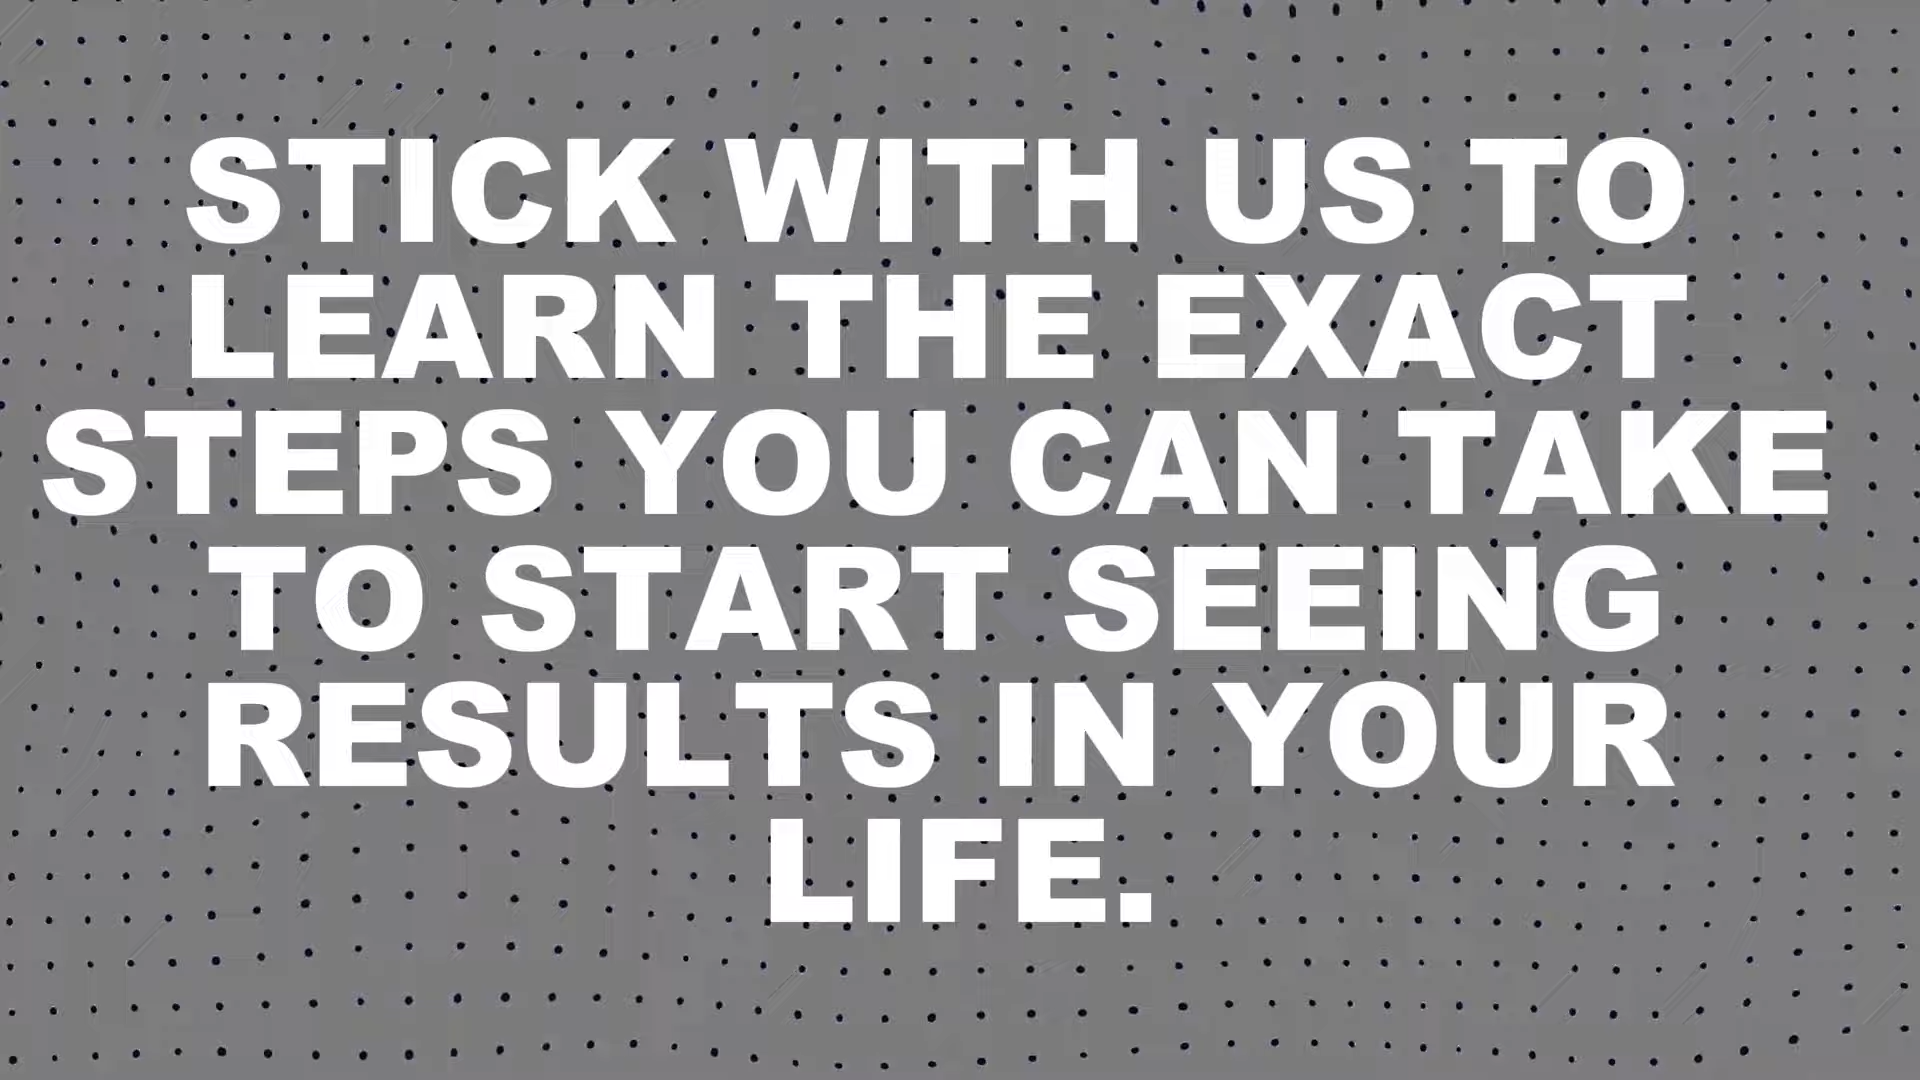 STICK WITH US TO
LEARN THE EXACT
STEPS YOU CAN TAKE
TO START SEEING
RESULTS IN YOUR
LIFE.